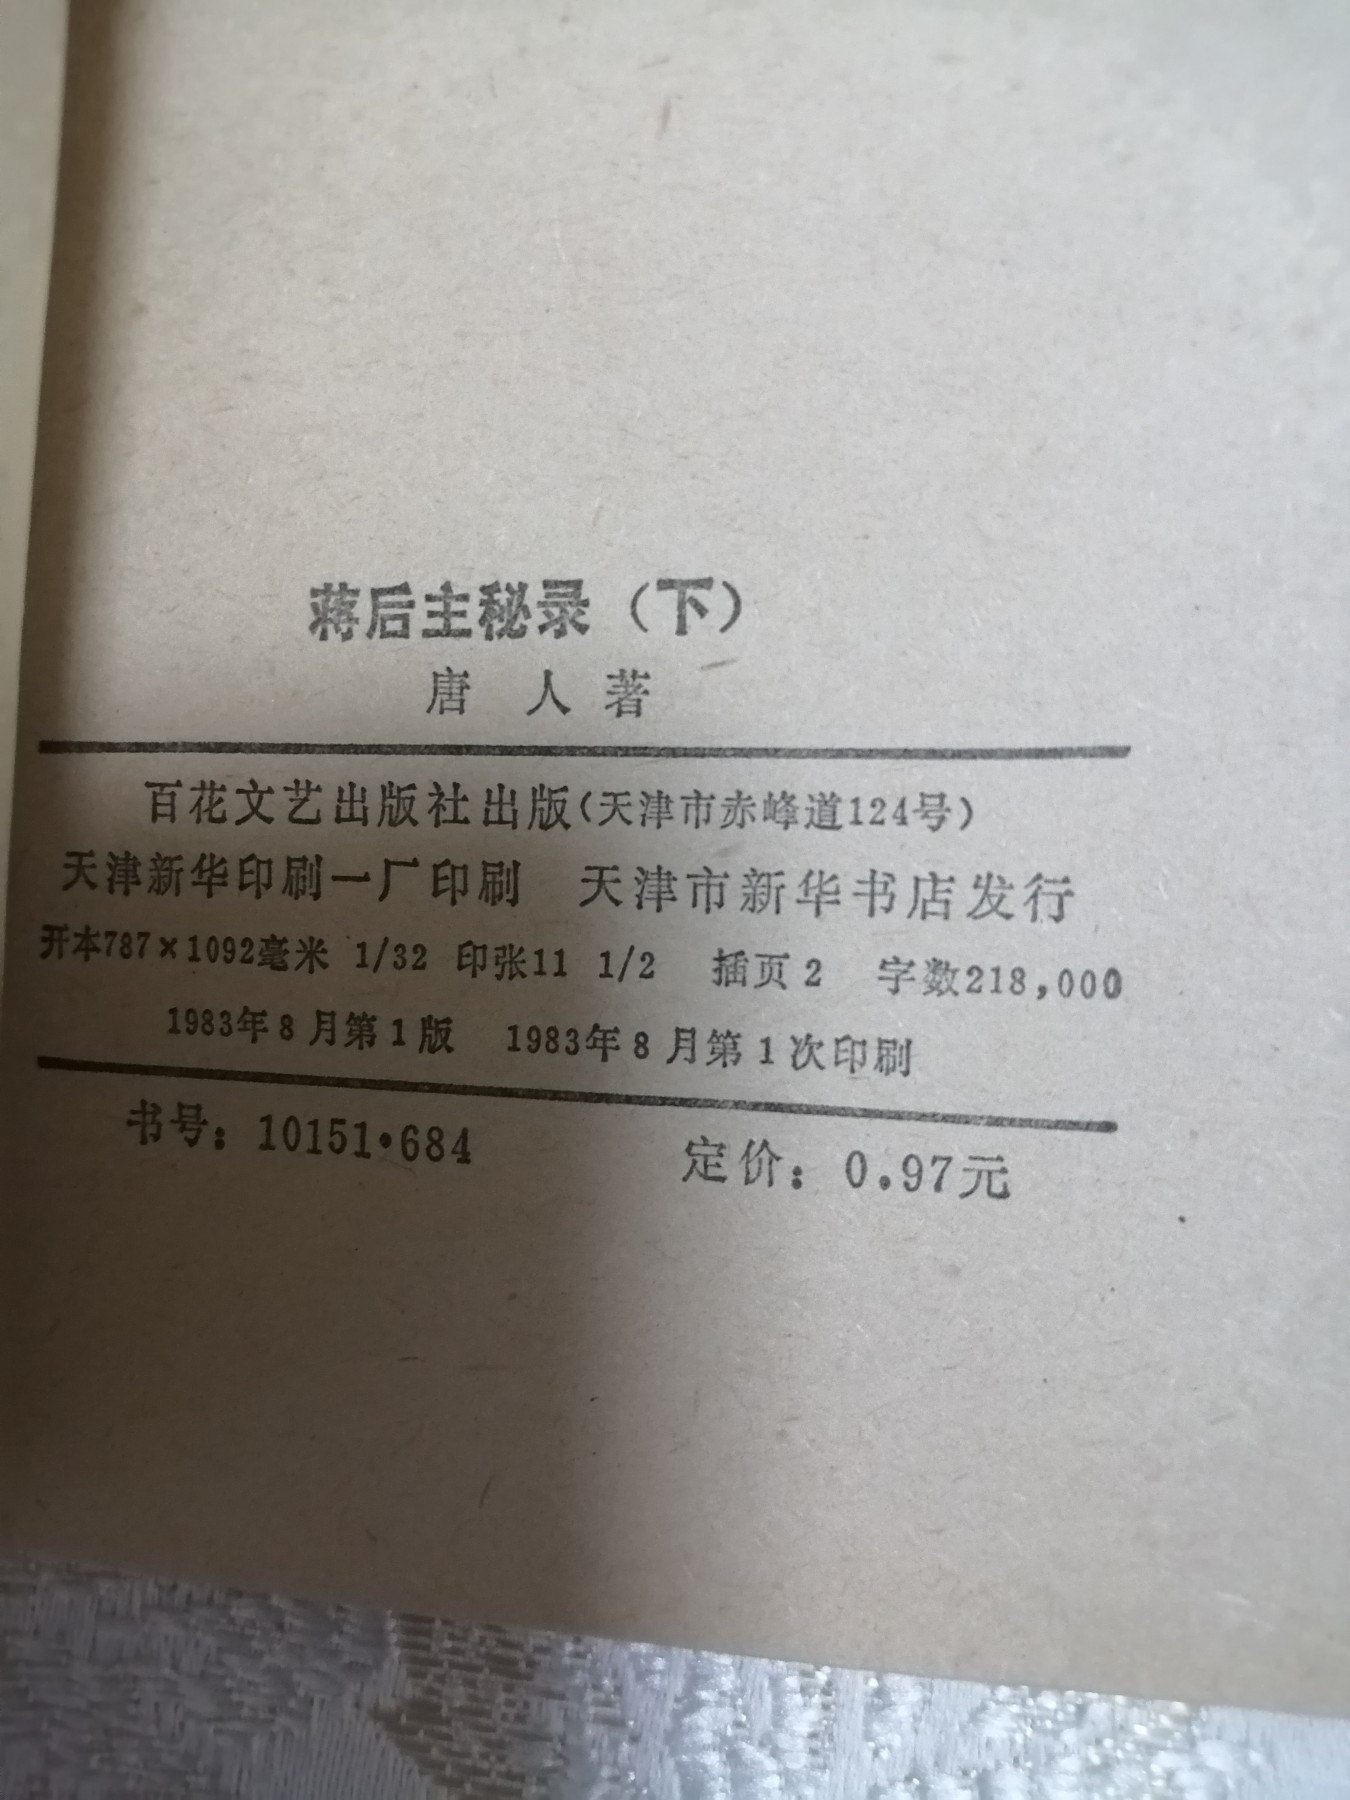 蒋后主秘录（下）
唐 人 著
百花文艺出版社出版(天津市赤峰道124号)
天津新华印刷一厂印刷 天津市新华书店发行
开本787×1092毫米 1/32 印张11 1/2 插页2 字数218,000
1983年8月第1版 1983年8月第1次印刷
书号：10151·684 定价：0.97元